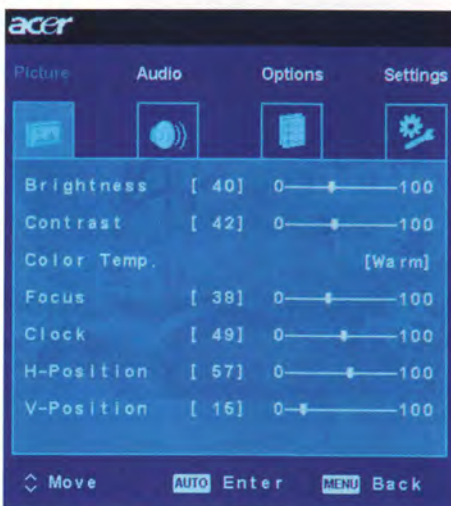 acer
Picture Audio Options Settings
Brightness [ 40] 0 100
Contrast [ 42] 0 100
Color Temp. [Warm]
Focus [ 38] 0 100
Clock [ 49] 0 100
H-Position [ 57] 0 100
V-Position [ 16] 0 100
Move AUTO Enter MENU Back